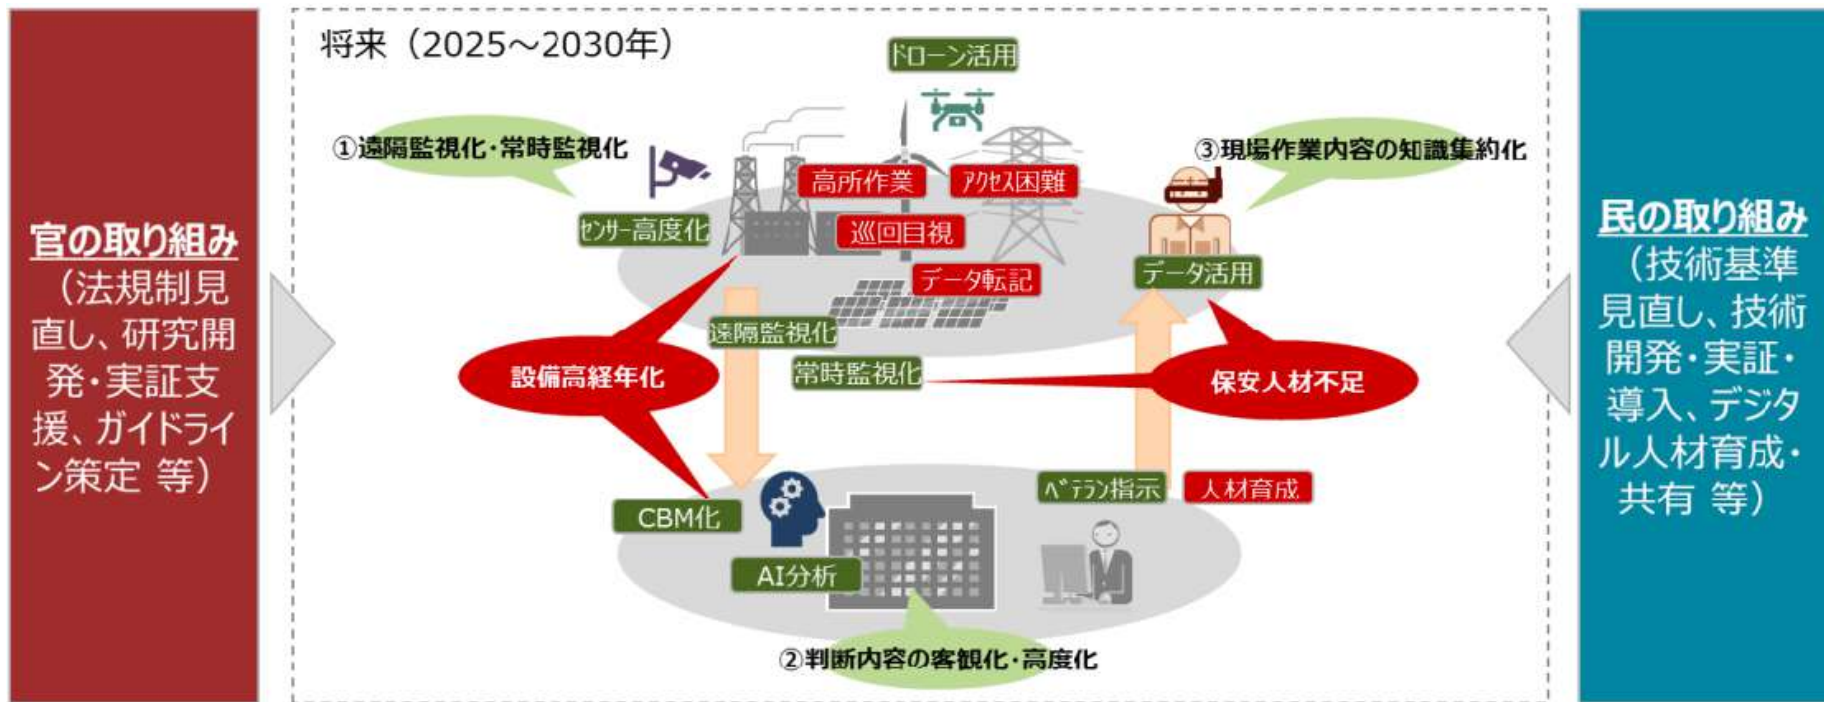 官の取り組み
（法規制見
直し、研究開
発・実証支
援、ガイドライ
ン策定 等）
将来（2025～2030年）
ドローン活用
①遠隔監視化・常時監視化
③現場作業内容の知識集約化
高所作業
アクセス困難
センサー高度化
巡回目視
データ転記
データ活用
遠隔監視化
常時監視化
設備高経年化
保安人材不足
ベテラン指示
人材育成
CBM化
AI分析
②判断内容の客観化・高度化
民の取り組み
（技術基準
見直し、技術
開発・実証・
導入、デジタ
ル人材育成・
共有 等）